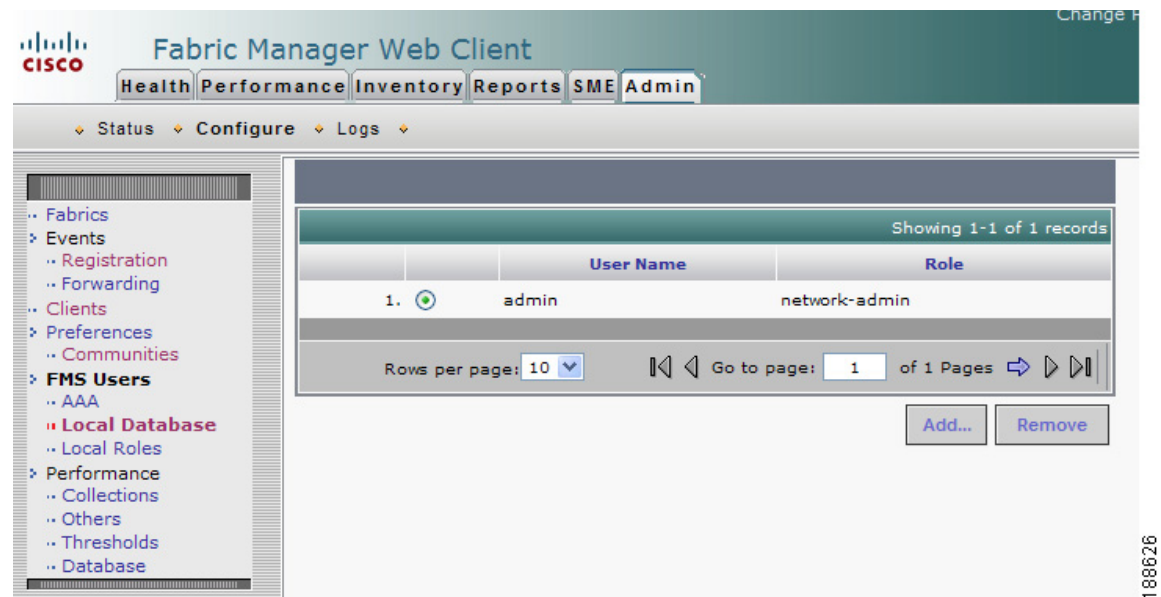 Change
CISCO
Fabric Manager Web Client
Health Performance Inventory Reports SME Admin
Status Configure Logs
Fabrics
Events
Registration
Forwarding
Clients
Preferences
Communities
FMS Users
AAA
Local Database
Local Roles
Performance
Collections
Others
Thresholds
Database
Showing 1-1 of 1 records
User Name Role
1. admin network-admin
Rows per page: 10 Go to page: 1 of 1 Pages
Add... Remove
188626